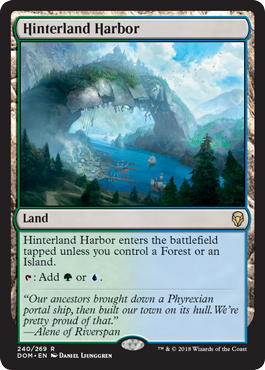 Hinterland Harbor
Land
Hinterland Harbor enters the battlefield
tapped unless you control a Forest or an
Island.
: Add or .
“Our ancestors brought down a Phyrexian
portal ship, then built our town on its hull. We’re
pretty proud of that.”
—Alene of Riverspan
240/269 R
DOM • EN Daniel Ljunggren
™ & © 2018 Wizards of the Coast